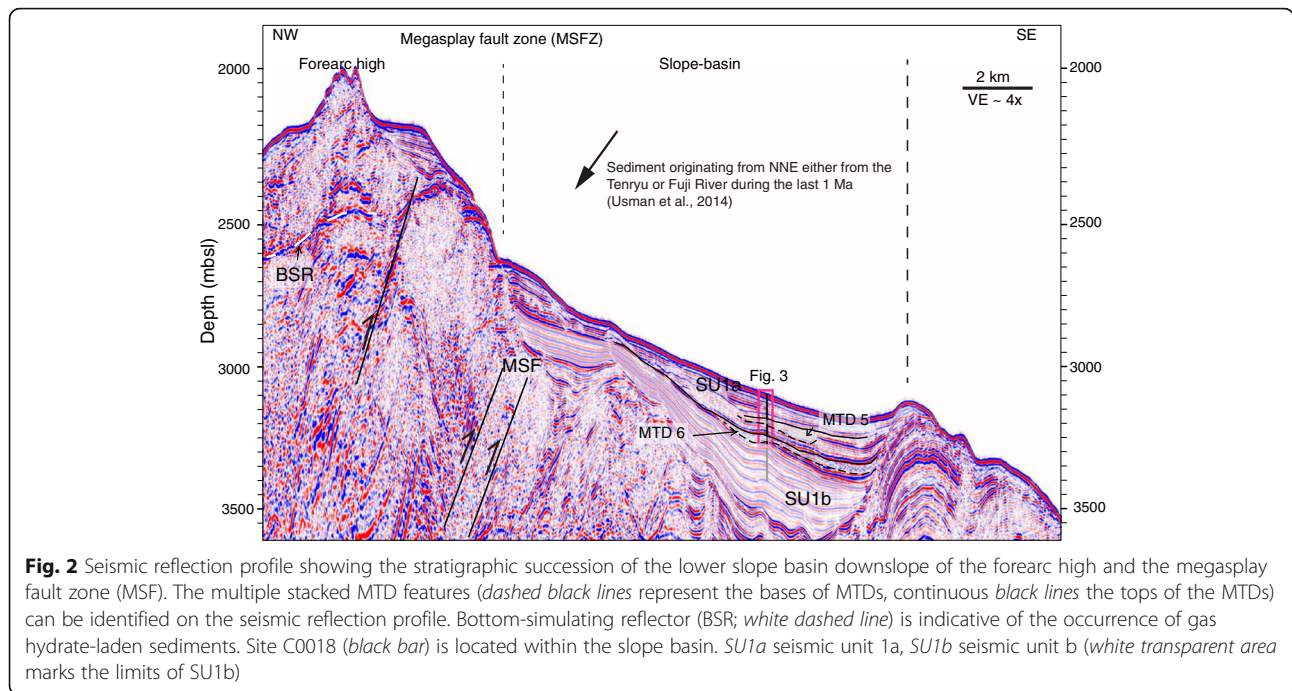 NW
Megasplay fault zone (MSFZ)
SE
Forearc high
Slope-basin
2000
2000
2 km
VE ~ 4x
Sediment originating from NNE either from the
Tenryu or Fuji River during the last 1 Ma
(Usman et al., 2014)
2500
2500
BSR
Depth (mbsl)
3000
3000
MSF
SU1a
Fig. 3
MTD 5
MTD 6
SU1b
3500
3500
Fig. 2 Seismic reflection profile showing the stratigraphic succession of the lower slope basin downslope of the forearc high and the megasplay
fault zone (MSF). The multiple stacked MTD features (dashed black lines represent the bases of MTDs, continuous black lines the tops of the MTDs)
can be identified on the seismic reflection profile. Bottom-simulating reflector (BSR; white dashed line) is indicative of the occurrence of gas
hydrate-laden sediments. Site C0018 (black bar) is located within the slope basin. SU1a seismic unit 1a, SU1b seismic unit b (white transparent area
marks the limits of SU1b)